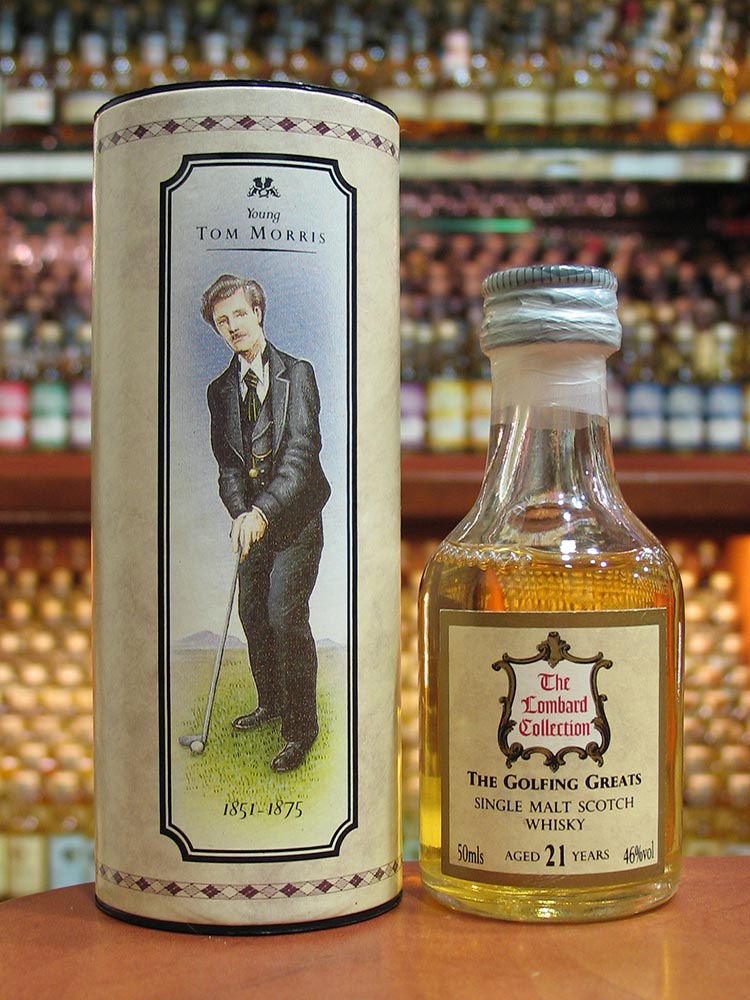 Young
TOM MORRIS
1851-1875
The
Lombard
Collection
THE GOLFING GREATS
SINGLE MALT SCOTCH
WHISKY
50mls AGED 21 YEARS 46%vol